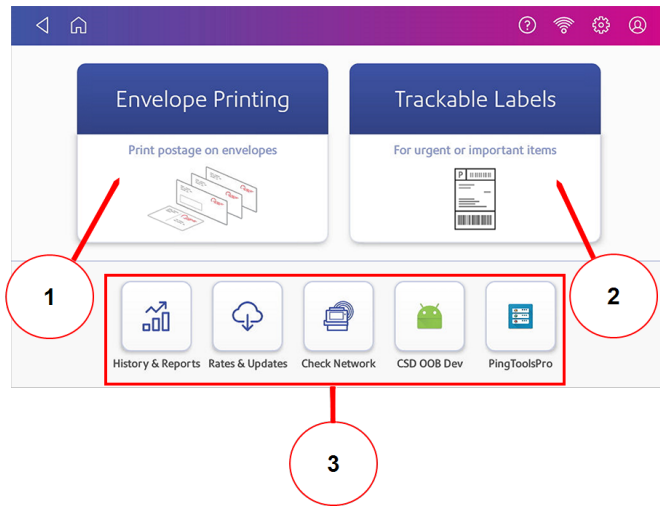 Envelope Printing
Print postage on envelopes
Trackable Labels
For urgent or important items
P
1
2
History & Reports
Rates & Updates
Check Network
CSD OOB Dev
PingToolsPro
3